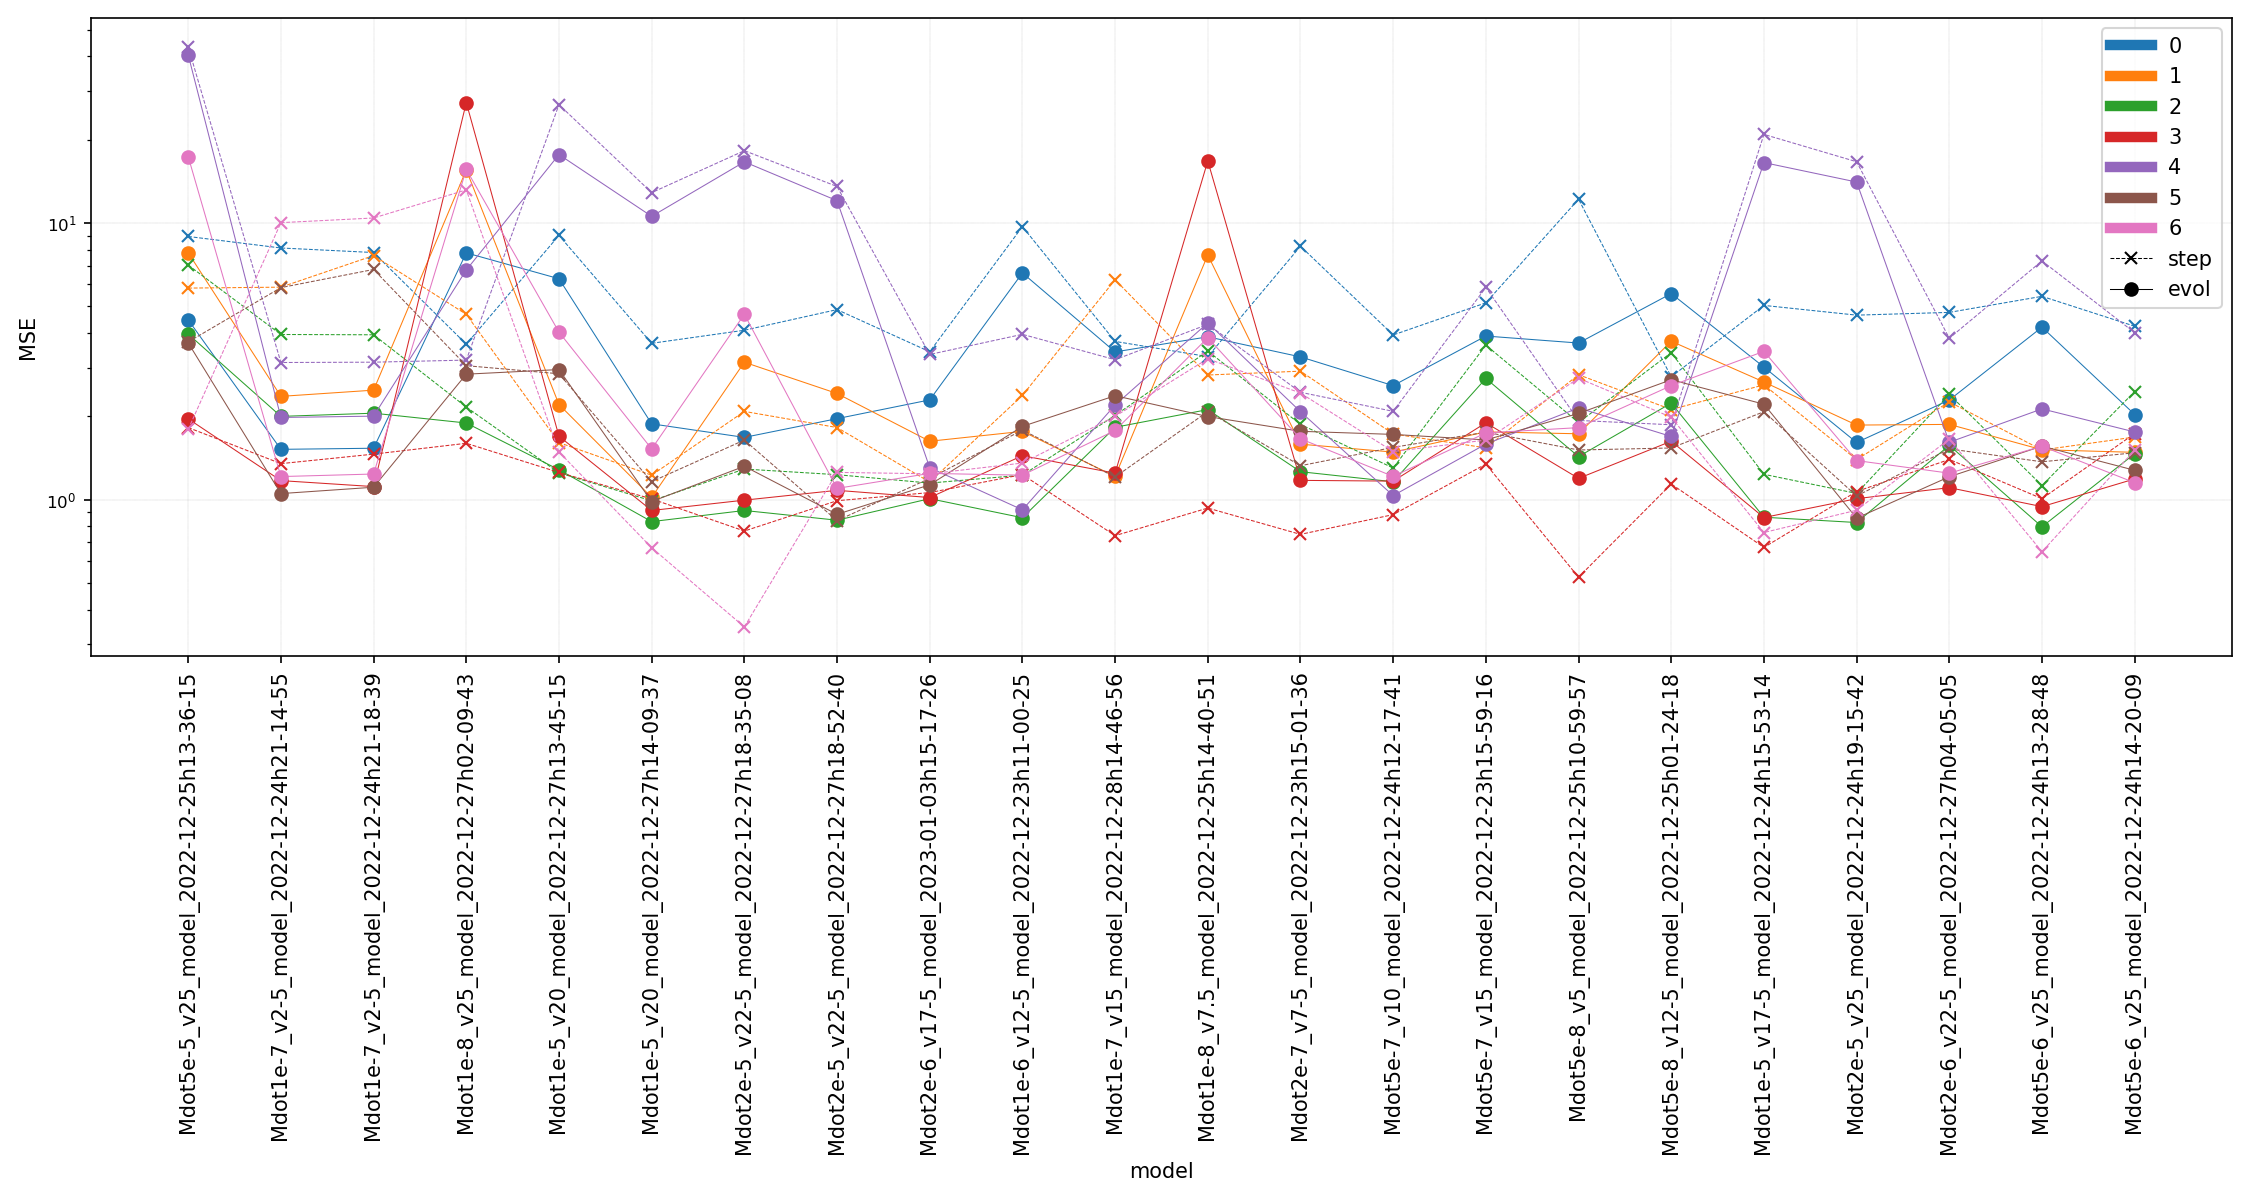 MSE
10¹
10⁰
0
1
2
3
4
5
6
step
evol
Mdot5e-5_v25_model_2022-12-25h13-36-15
Mdot1e-7_v2-5_model_2022-12-24h21-14-55
Mdot1e-7_v2-5_model_2022-12-24h21-18-39
Mdot1e-8_v25_model_2022-12-27h02-09-43
Mdot1e-5_v20_model_2022-12-27h13-45-15
Mdot1e-5_v20_model_2022-12-27h14-09-37
Mdot2e-5_v22-5_model_2022-12-27h18-35-08
Mdot2e-5_v22-5_model_2022-12-27h18-52-40
Mdot2e-6_v17-5_model_2023-01-03h15-17-26
Mdot1e-6_v12-5_model_2022-12-23h11-00-25
Mdot1e-7_v15_model_2022-12-28h14-46-56
Mdot1e-8_v7.5_model_2022-12-25h14-40-51
Mdot2e-7_v7-5_model_2022-12-23h15-01-36
Mdot5e-7_v10_model_2022-12-24h12-17-41
Mdot5e-7_v15_model_2022-12-23h15-59-16
Mdot5e-8_v5_model_2022-12-25h10-59-57
Mdot5e-8_v12-5_model_2022-12-25h01-24-18
Mdot1e-5_v17-5_model_2022-12-24h15-53-14
Mdot2e-5_v25_model_2022-12-24h19-15-42
Mdot2e-6_v22-5_model_2022-12-27h04-05-05
Mdot5e-6_v25_model_2022-12-24h13-28-48
Mdot5e-6_v25_model_2022-12-24h14-20-09
model